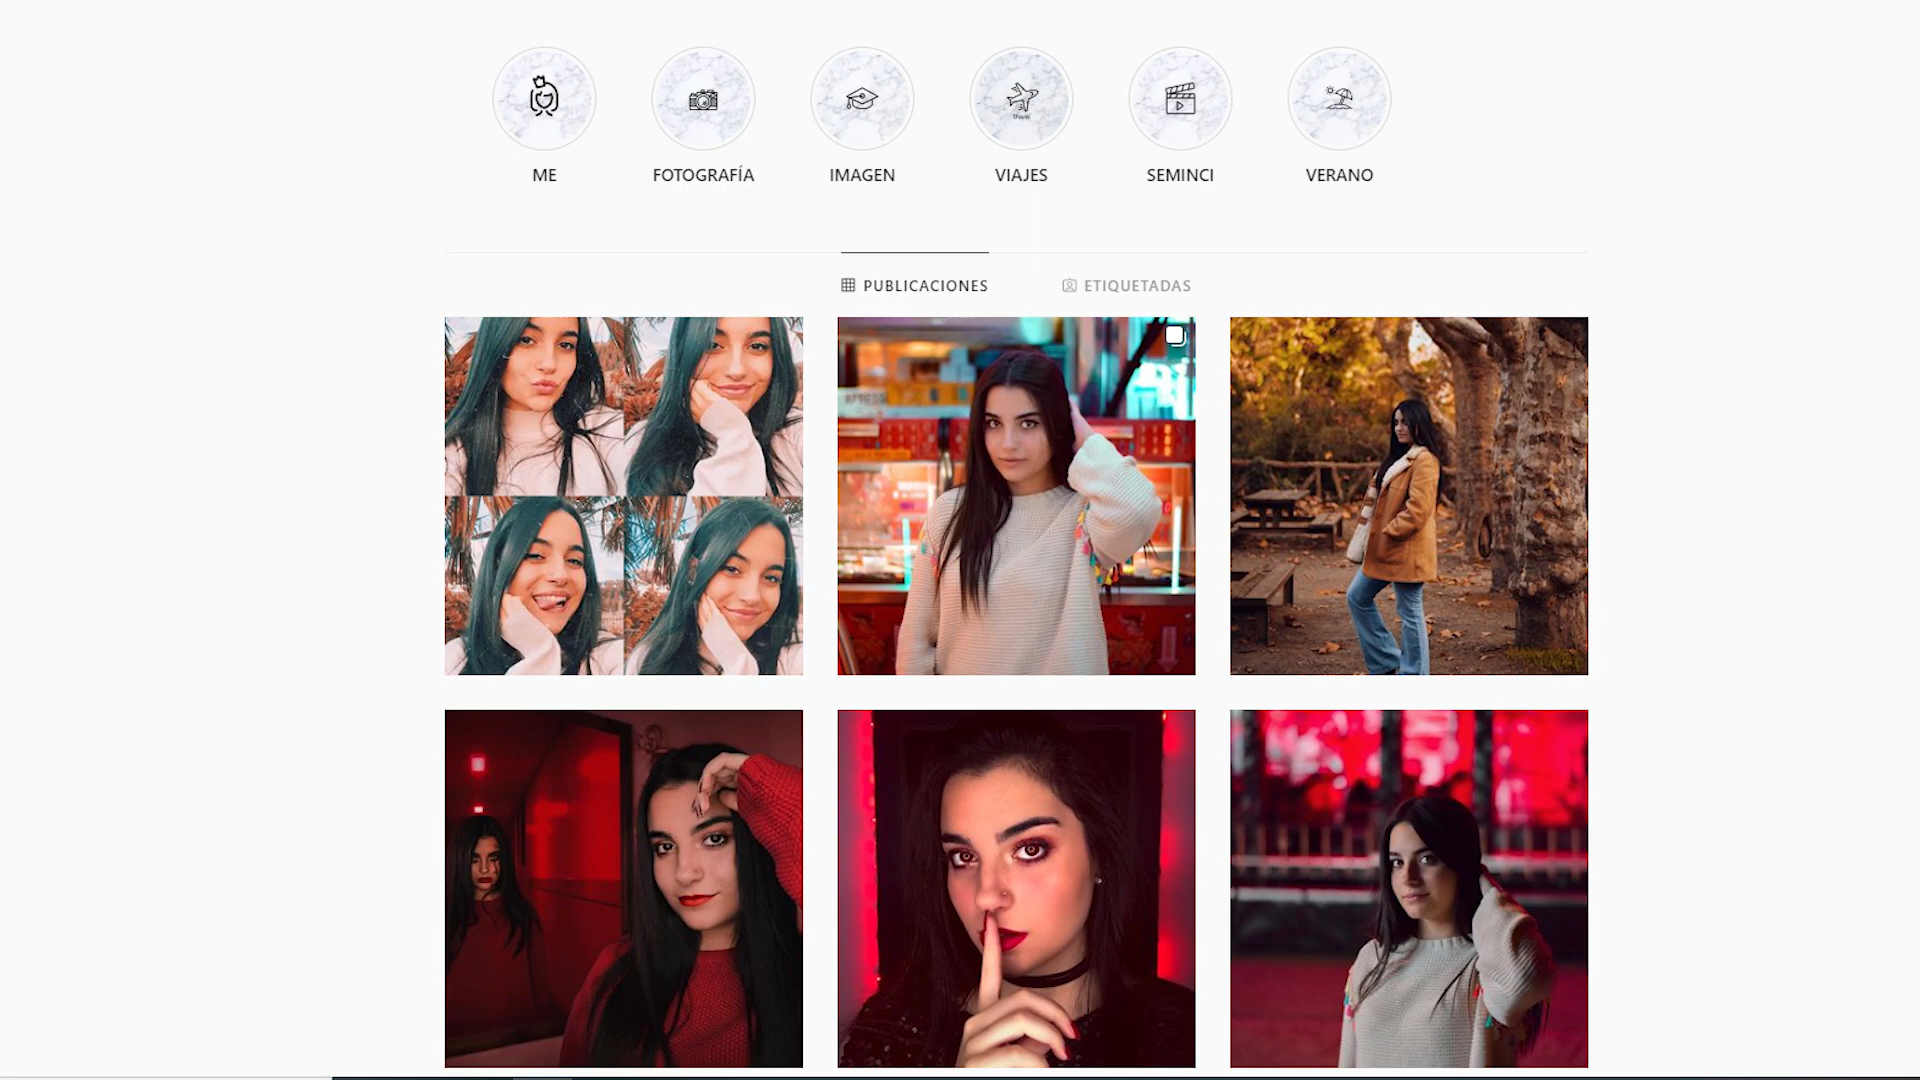 ME
FOTOGRAFÍA
IMAGEN
VIAJES
SEMINCI
VERANO
PUBLICACIONES
ETIQUETADAS